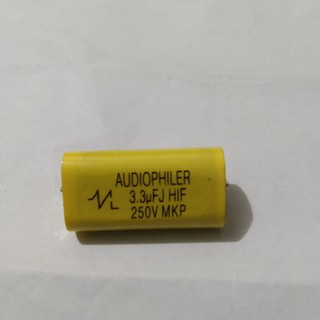 AUDIOPHILER
3.3µFJ HIF
250V MKP